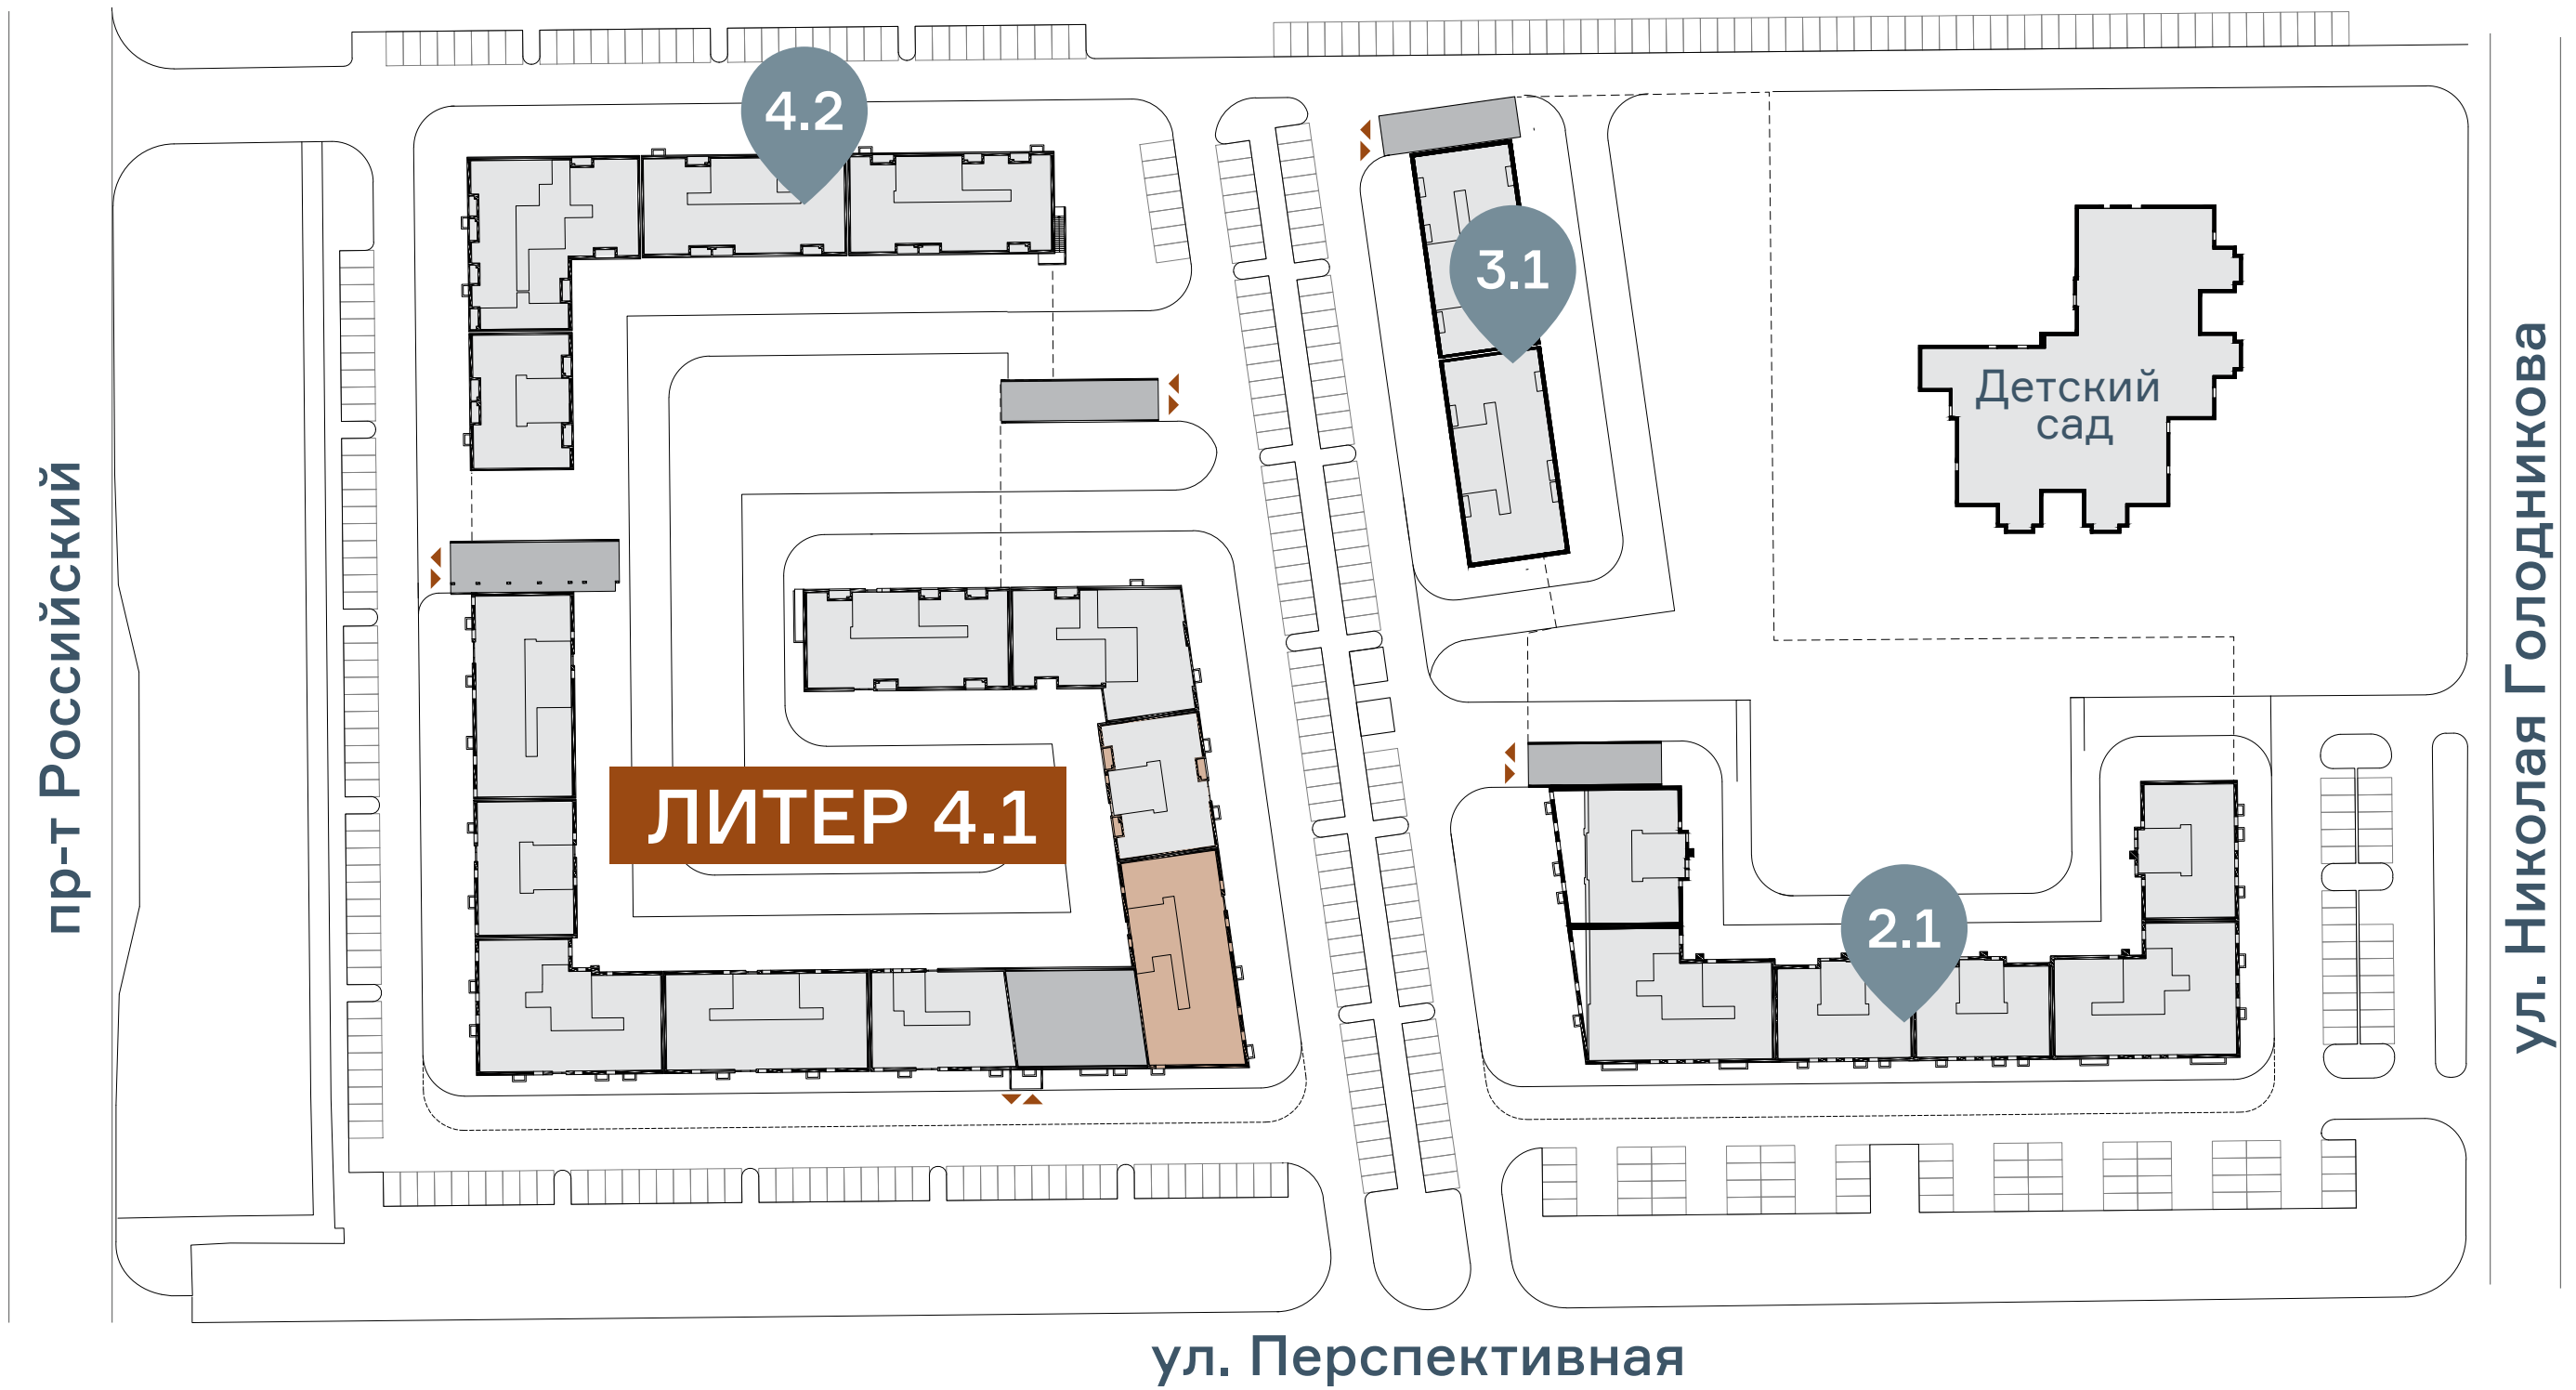 4.2
3.1
Детский
сад
пр-т Российский
ул. Николая Голодникова
ЛИТЕР 4.1
2.1
ул. Перспективная